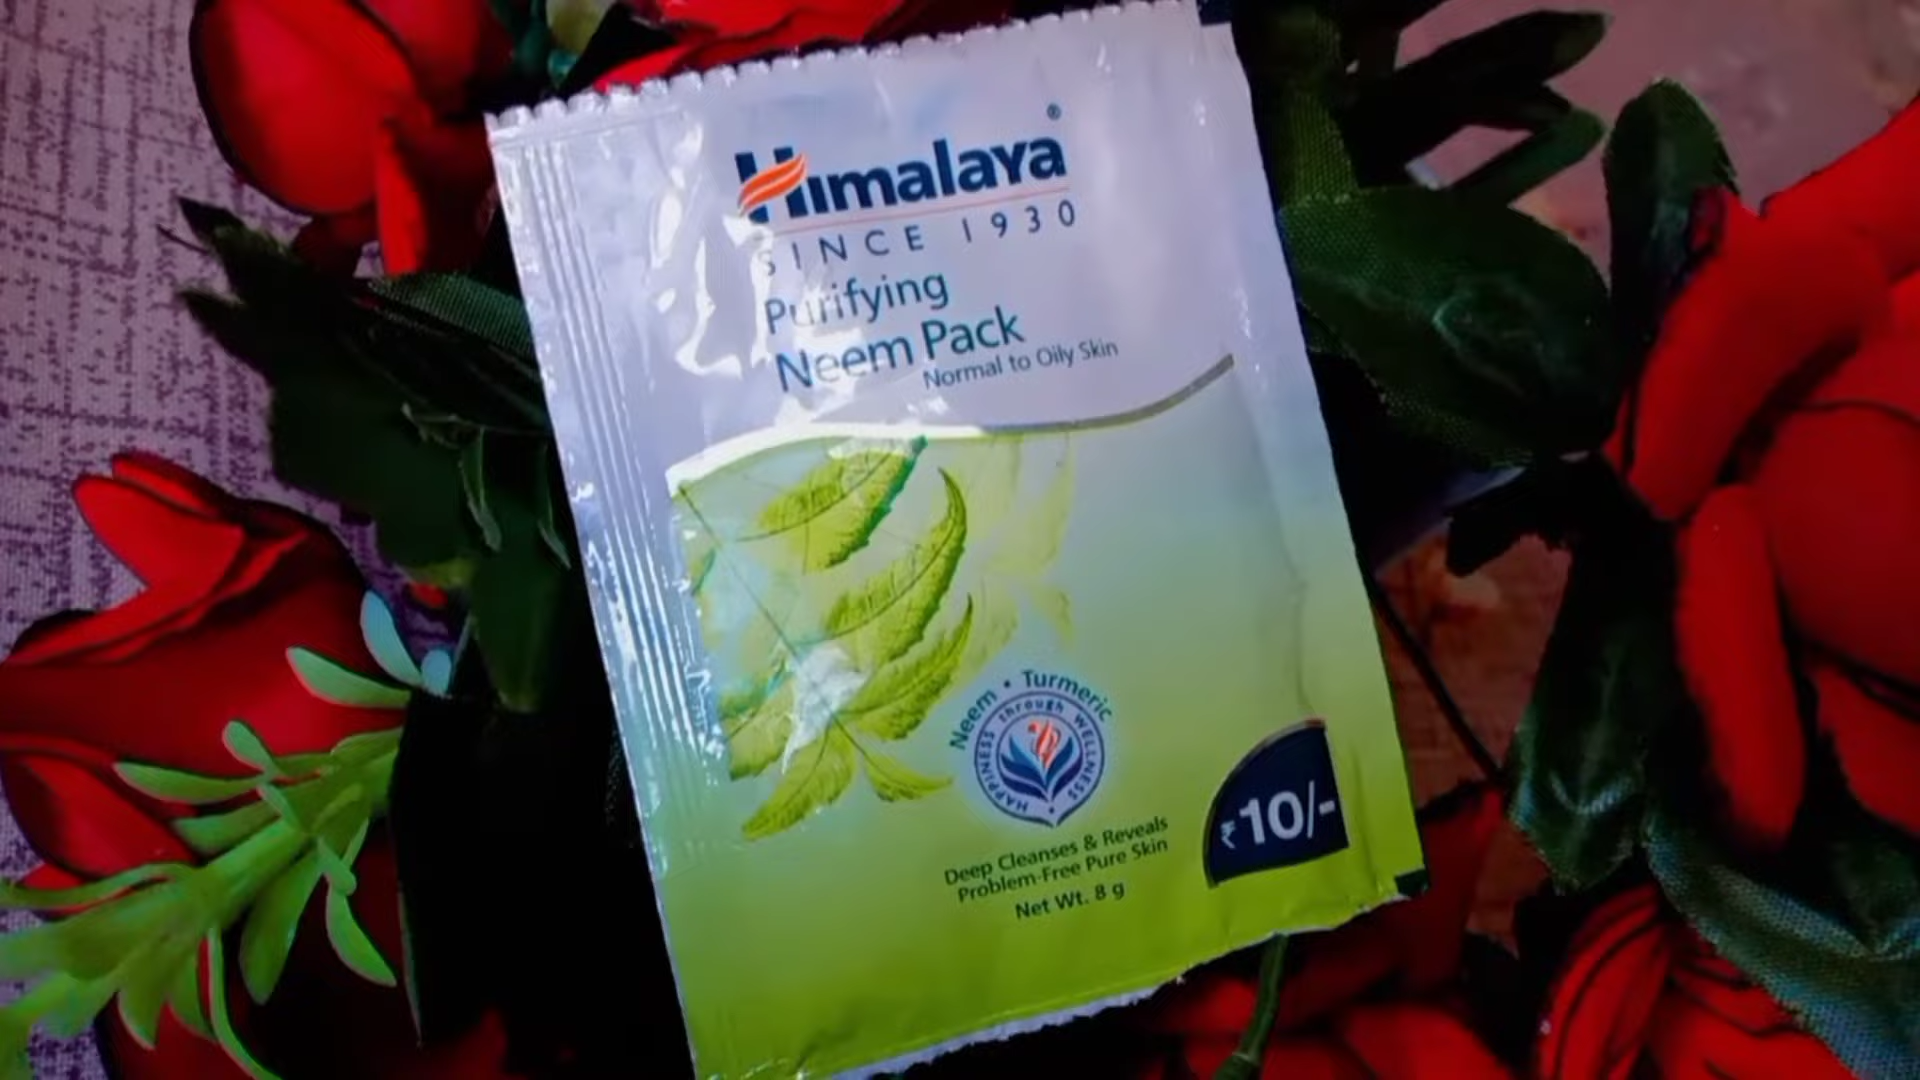 Himalaya®
SINCE 1930
Purifying
Neem Pack
Normal to Oily Skin
Neem • Turmeric
HAPPINESS through WELLNESS •
Deep Cleanses & Reveals
Problem-Free Pure Skin
Net Wt. 8 g
₹10/-